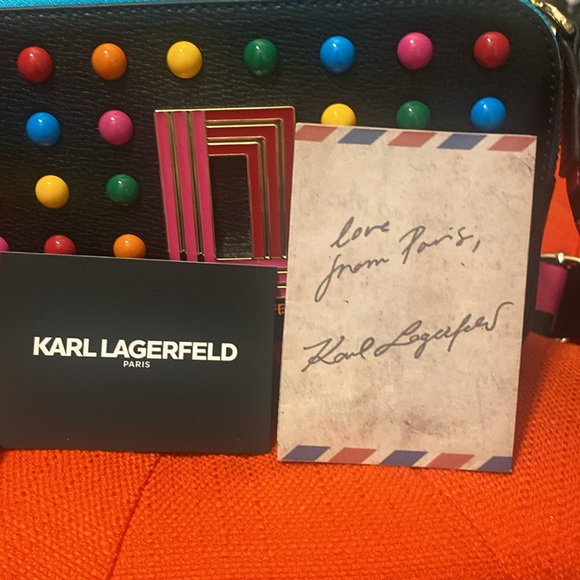 KARL LAGERFELD
PARIS
love
from Paris,
Karl Lagerfeld